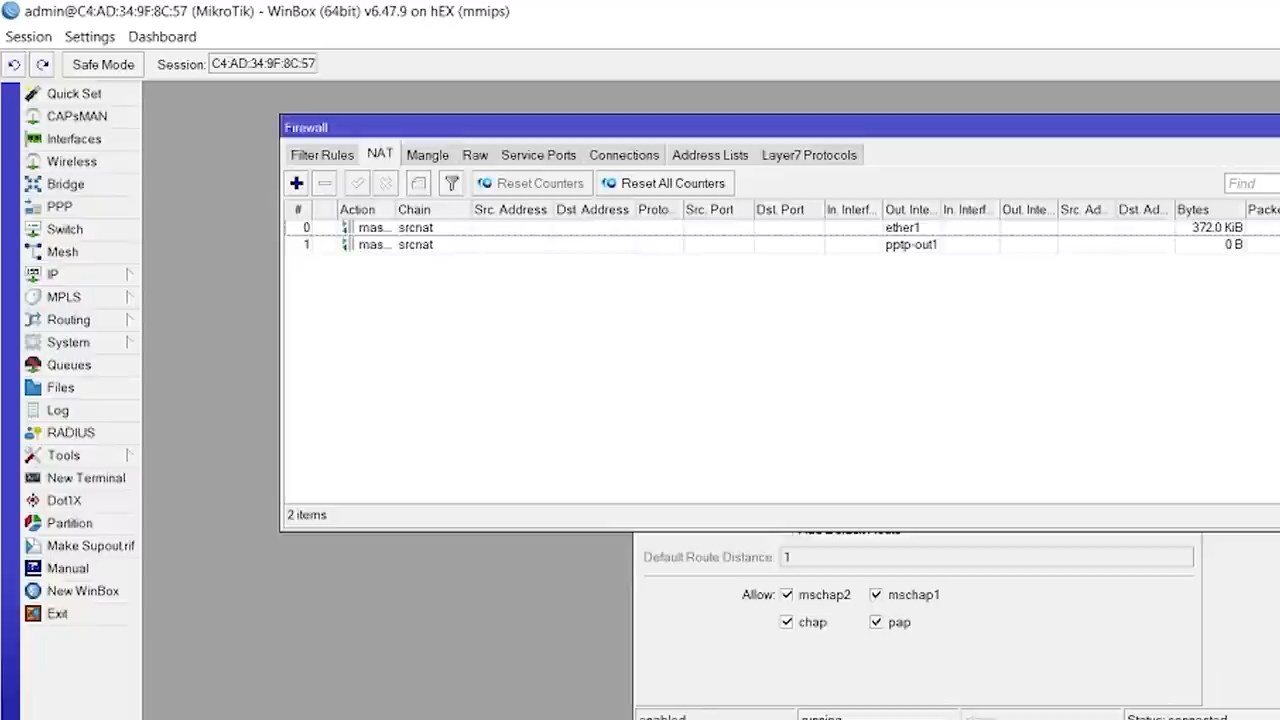 admin@C4:AD:34:9F:8C:57 (MikroTik) - WinBox (64bit) v6.47.9 on hEX (mmips)
Session Settings Dashboard
Safe Mode Session: C4:AD:34:9F:8C:57
Quick Set
CAPsMAN
Interfaces
Wireless
Bridge
PPP
Switch
Mesh
IP
MPLS
Routing
System
Queues
Files
Log
RADIUS
Tools
New Terminal
Dot1X
Partition
Make Supout.rif
Manual
New WinBox
Exit
Firewall
Filter Rules NAT Mangle Raw Service Ports Connections Address Lists Layer7 Protocols
Reset Counters Reset All Counters Find
# Action Chain Src. Address Dst. Address Proto... Src. Port Dst. Port In. Interf... Out. Inte... In. Interf... Out. Inte... Src. Ad... Dst. Ad... Bytes Packe
0 mas... srcnat ether1 372.0 KiB
1 mas... srcnat pptp-out1 0 B
2 items
Default Route Distance: 1
Allow: mschap2 mschap1
chap pap
enabled running Status: connected